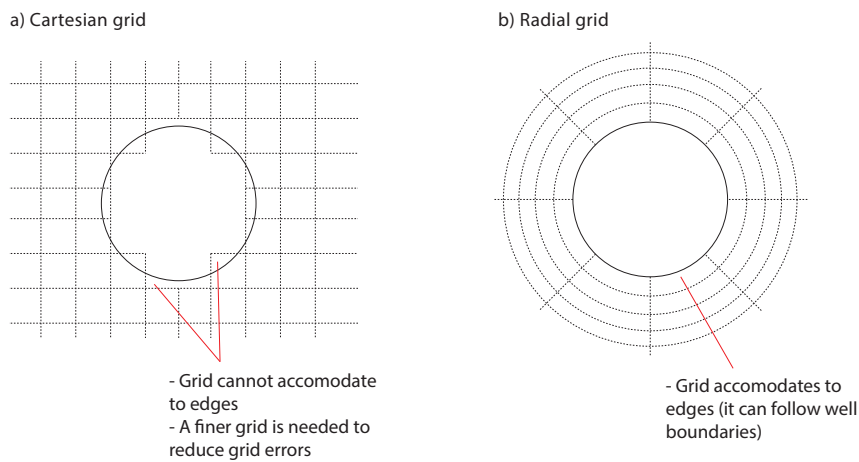 a) Cartesian grid
b) Radial grid
- Grid cannot accomodate
to edges
- A finer grid is needed to
reduce grid errors
- Grid accomodates to
edges (it can follow well
boundaries)